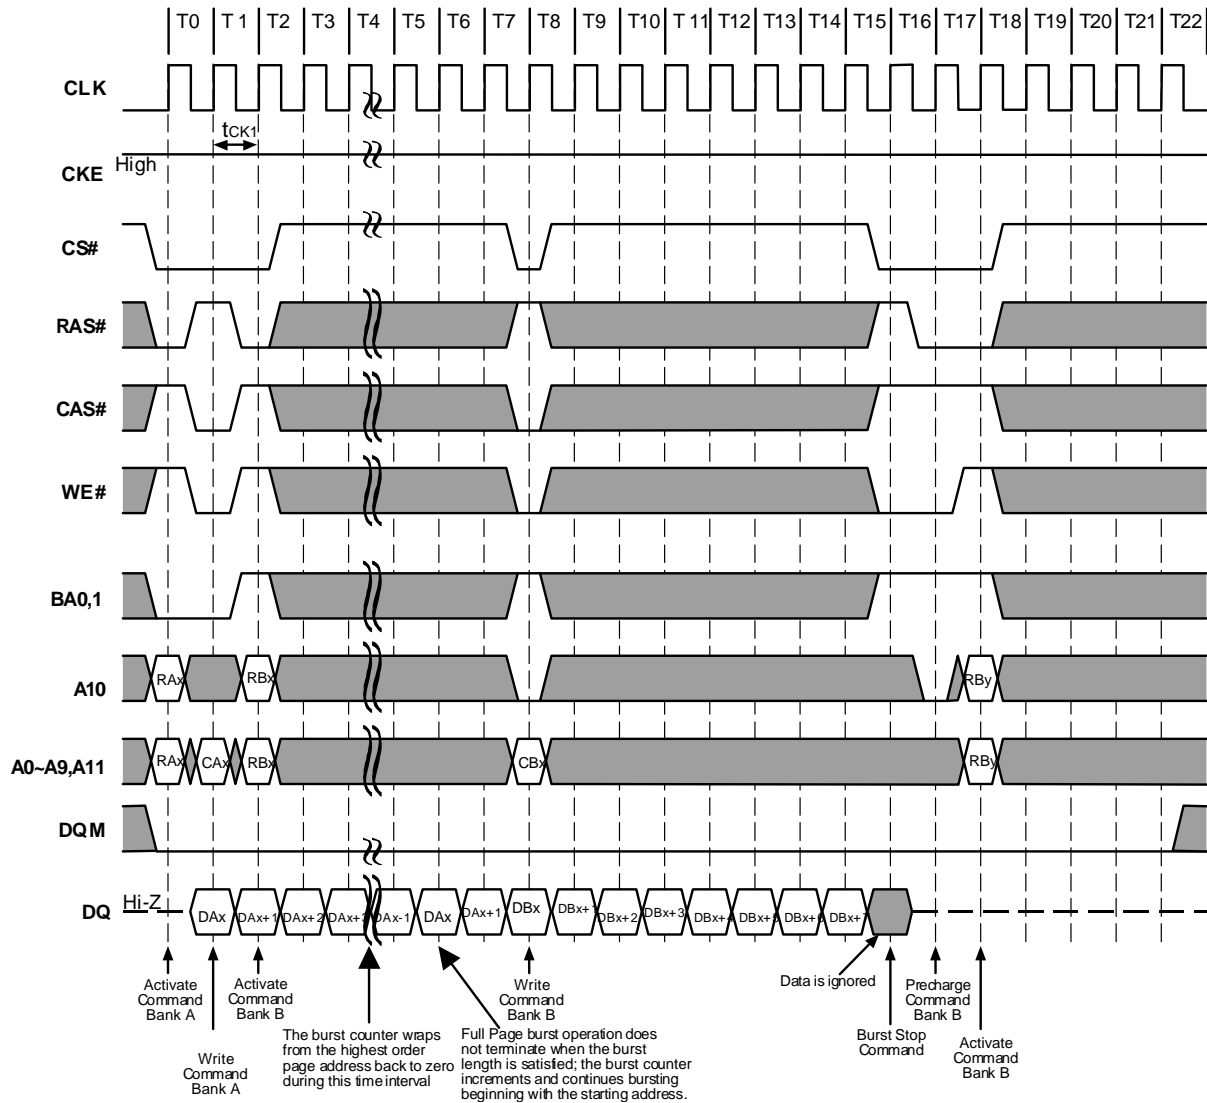 T0 T 1 T2 T3 T4 T5 T6 T7 T8 T9 T10 T 11 T12 T13 T14 T15 T16 T17 T18 T19 T20 T21 T22
CLK
tCK1
High
CKE
CS#
RAS#
CAS#
WE#
BA0,1
A10
RAx RBx RBy
A0~A9,A11
RAx CAx RBx CBx RBy
DQM
Hi-Z
DQ
DAx DAx+1 DAx+2 DAx+3 DAx-1 DAx DAx+1 DBx DBx+1 DBx+2 DBx+3 DBx+4 DBx+5 DBx+6 DBx+7
Activate
Command
Bank A
Write
Command
Bank A
Activate
Command
Bank B
The burst counter wraps
from the highest order
page address back to zero
during this time interval
Full Page burst operation does
not terminate when the burst
length is satisfied; the burst counter
increments and continues bursting
beginning with the starting address.
Write
Command
Bank B
Data is ignored
Burst Stop
Command
Precharge
Command
Bank B
Activate
Command
Bank B